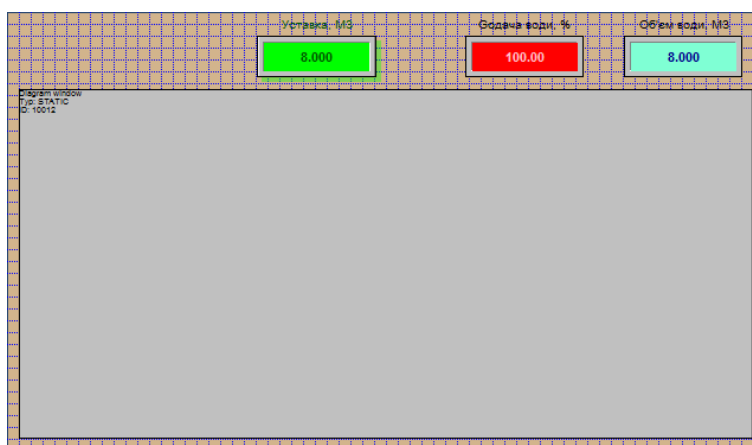 Уставка, М3
Goдача води, %
Об'єм води, М3
8.000
100.00
8.000
Diagram window
Typ: STATIC
ID: 10012